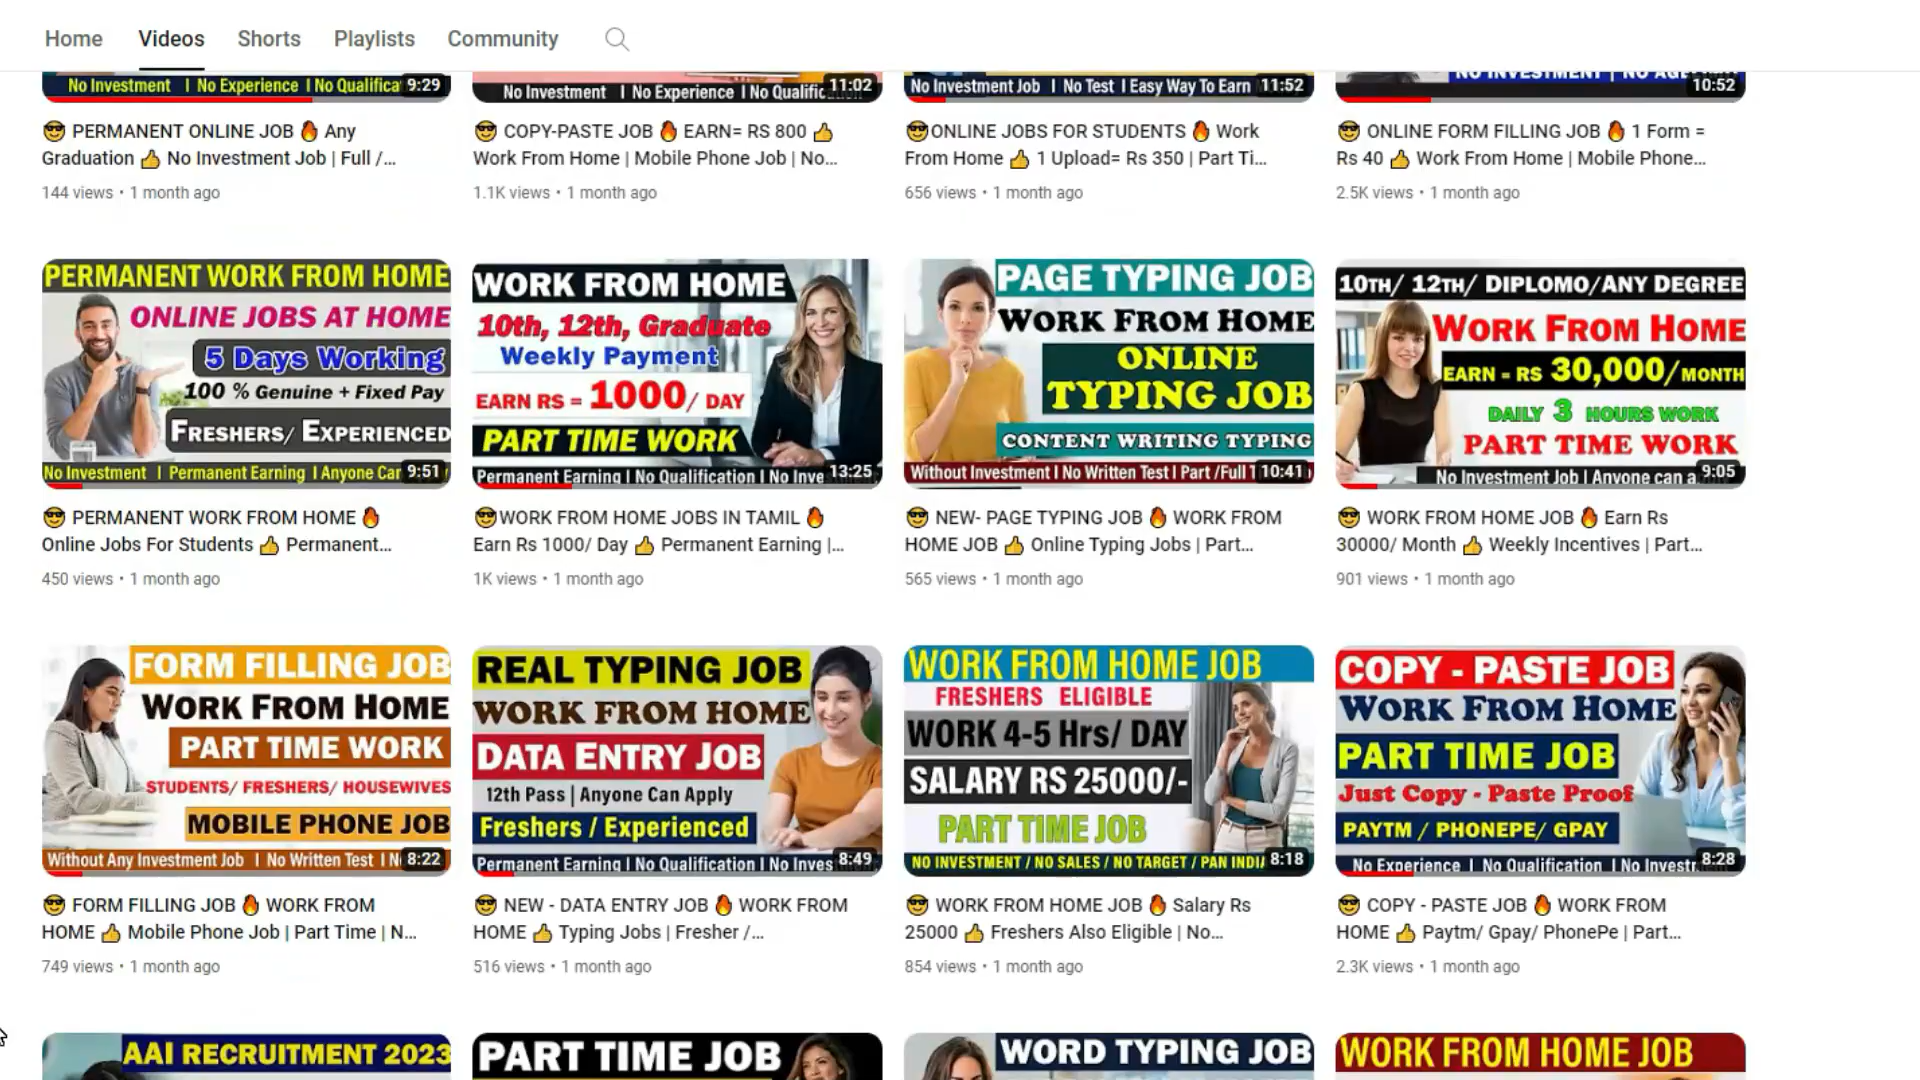 Home Videos Shorts Playlists Community
No Investment I No Experience I No Qualifica 9:29
No Investment I No Experience I No Qualific 11:02
No Investment Job I No Test I Easy Way To Earn 11:52
NO INVESTMENT | NO AGE
10:52
😎 PERMANENT ONLINE JOB 🔥 Any
Graduation 👍 No Investment Job | Full /...
144 views • 1 month ago
😎 COPY-PASTE JOB 🔥 EARN= RS 800 👍
Work From Home | Mobile Phone Job | No...
1.1K views • 1 month ago
😎ONLINE JOBS FOR STUDENTS 🔥 Work
From Home 👍 1 Upload= Rs 350 | Part Ti...
656 views • 1 month ago
😎 ONLINE FORM FILLING JOB 🔥 1 Form =
Rs 40 👍 Work From Home | Mobile Phone...
2.5K views • 1 month ago
PERMANENT WORK FROM HOME
ONLINE JOBS AT HOME
5 Days Working
100 % Genuine + Fixed Pay
FRESHERS/ EXPERIENCED
No Investment I Permanent Earning I Anyone Car 9:51
😎 PERMANENT WORK FROM HOME 🔥
Online Jobs For Students 👍 Permanent...
450 views • 1 month ago
WORK FROM HOME
10th, 12th, Graduate
Weekly Payment
EARN RS = 1000/ DAY
PART TIME WORK
Permanent Earning I No Qualification I No Inve 13:25
😎WORK FROM HOME JOBS IN TAMIL 🔥
Earn Rs 1000/ Day 👍 Permanent Earning |...
1K views • 1 month ago
PAGE TYPING JOB
WORK FROM HOME
ONLINE
TYPING JOB
CONTENT WRITING TYPING
Without Investment I No Written Test I Part /Full T 10:41
😎 NEW- PAGE TYPING JOB 🔥 WORK FROM
HOME JOB 👍 Online Typing Jobs | Part...
565 views • 1 month ago
10TH/ 12TH/ DIPLOMO/ANY DEGREE
WORK FROM HOME
EARN = RS 30,000/MONTH
DAILY 3 HOURS WORK
PART TIME WORK
No Investment Job | Anyone can a 9:05
😎 WORK FROM HOME JOB 🔥 Earn Rs
30000/ Month 👍 Weekly Incentives | Part...
901 views • 1 month ago
FORM FILLING JOB
WORK FROM HOME
PART TIME WORK
STUDENTS/ FRESHERS/ HOUSEWIVES
MOBILE PHONE JOB
Without Any Investment Job I No Written Test I N 8:22
😎 FORM FILLING JOB 🔥 WORK FROM
HOME 👍 Mobile Phone Job | Part Time | N...
749 views • 1 month ago
REAL TYPING JOB
WORK FROM HOME
DATA ENTRY JOB
12th Pass | Anyone Can Apply
Freshers / Experienced
Permanent Earning I No Qualification I No Inves 8:49
😎 NEW - DATA ENTRY JOB 🔥 WORK FROM
HOME 👍 Typing Jobs | Fresher /...
516 views • 1 month ago
WORK FROM HOME JOB
FRESHERS ELIGIBLE
WORK 4-5 Hrs/ DAY
SALARY RS 25000/-
PART TIME JOB
NO INVESTMENT / NO SALES / NO TARGET / PAN INDIA 8:18
😎 WORK FROM HOME JOB 🔥 Salary Rs
25000 👍 Freshers Also Eligible | No...
854 views • 1 month ago
COPY - PASTE JOB
WORK FROM HOME
PART TIME JOB
Just Copy - Paste Proof
PAYTM / PHONEPE/ GPAY
No Experience I No Qualification I No Investr 8:28
😎 COPY - PASTE JOB 🔥 WORK FROM
HOME 👍 Paytm/ Gpay/ PhonePe | Part...
2.3K views • 1 month ago
AAI RECRUITMENT 2023
PART TIME JOB
WORD TYPING JOB
WORK FROM HOME JOB